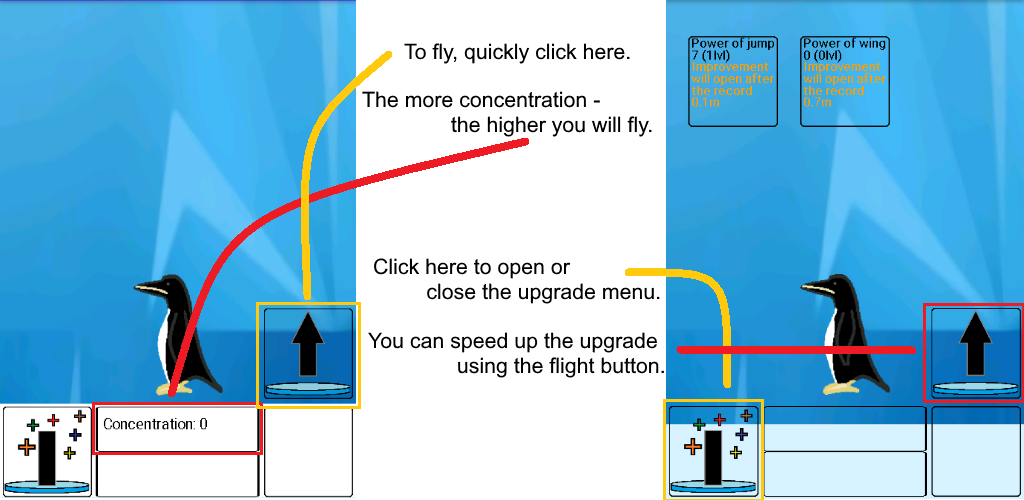 To fly, quickly click here.
The more concentration -
the higher you will fly.
Click here to open or
close the upgrade menu.
You can speed up the upgrade
using the flight button.
Concentration: 0
Power of jump
7 (1lvl)
Improvement
will open after
the record
0.1m
Power of wing
0 (0lvl)
Improvement
will open after
the record
0.7m